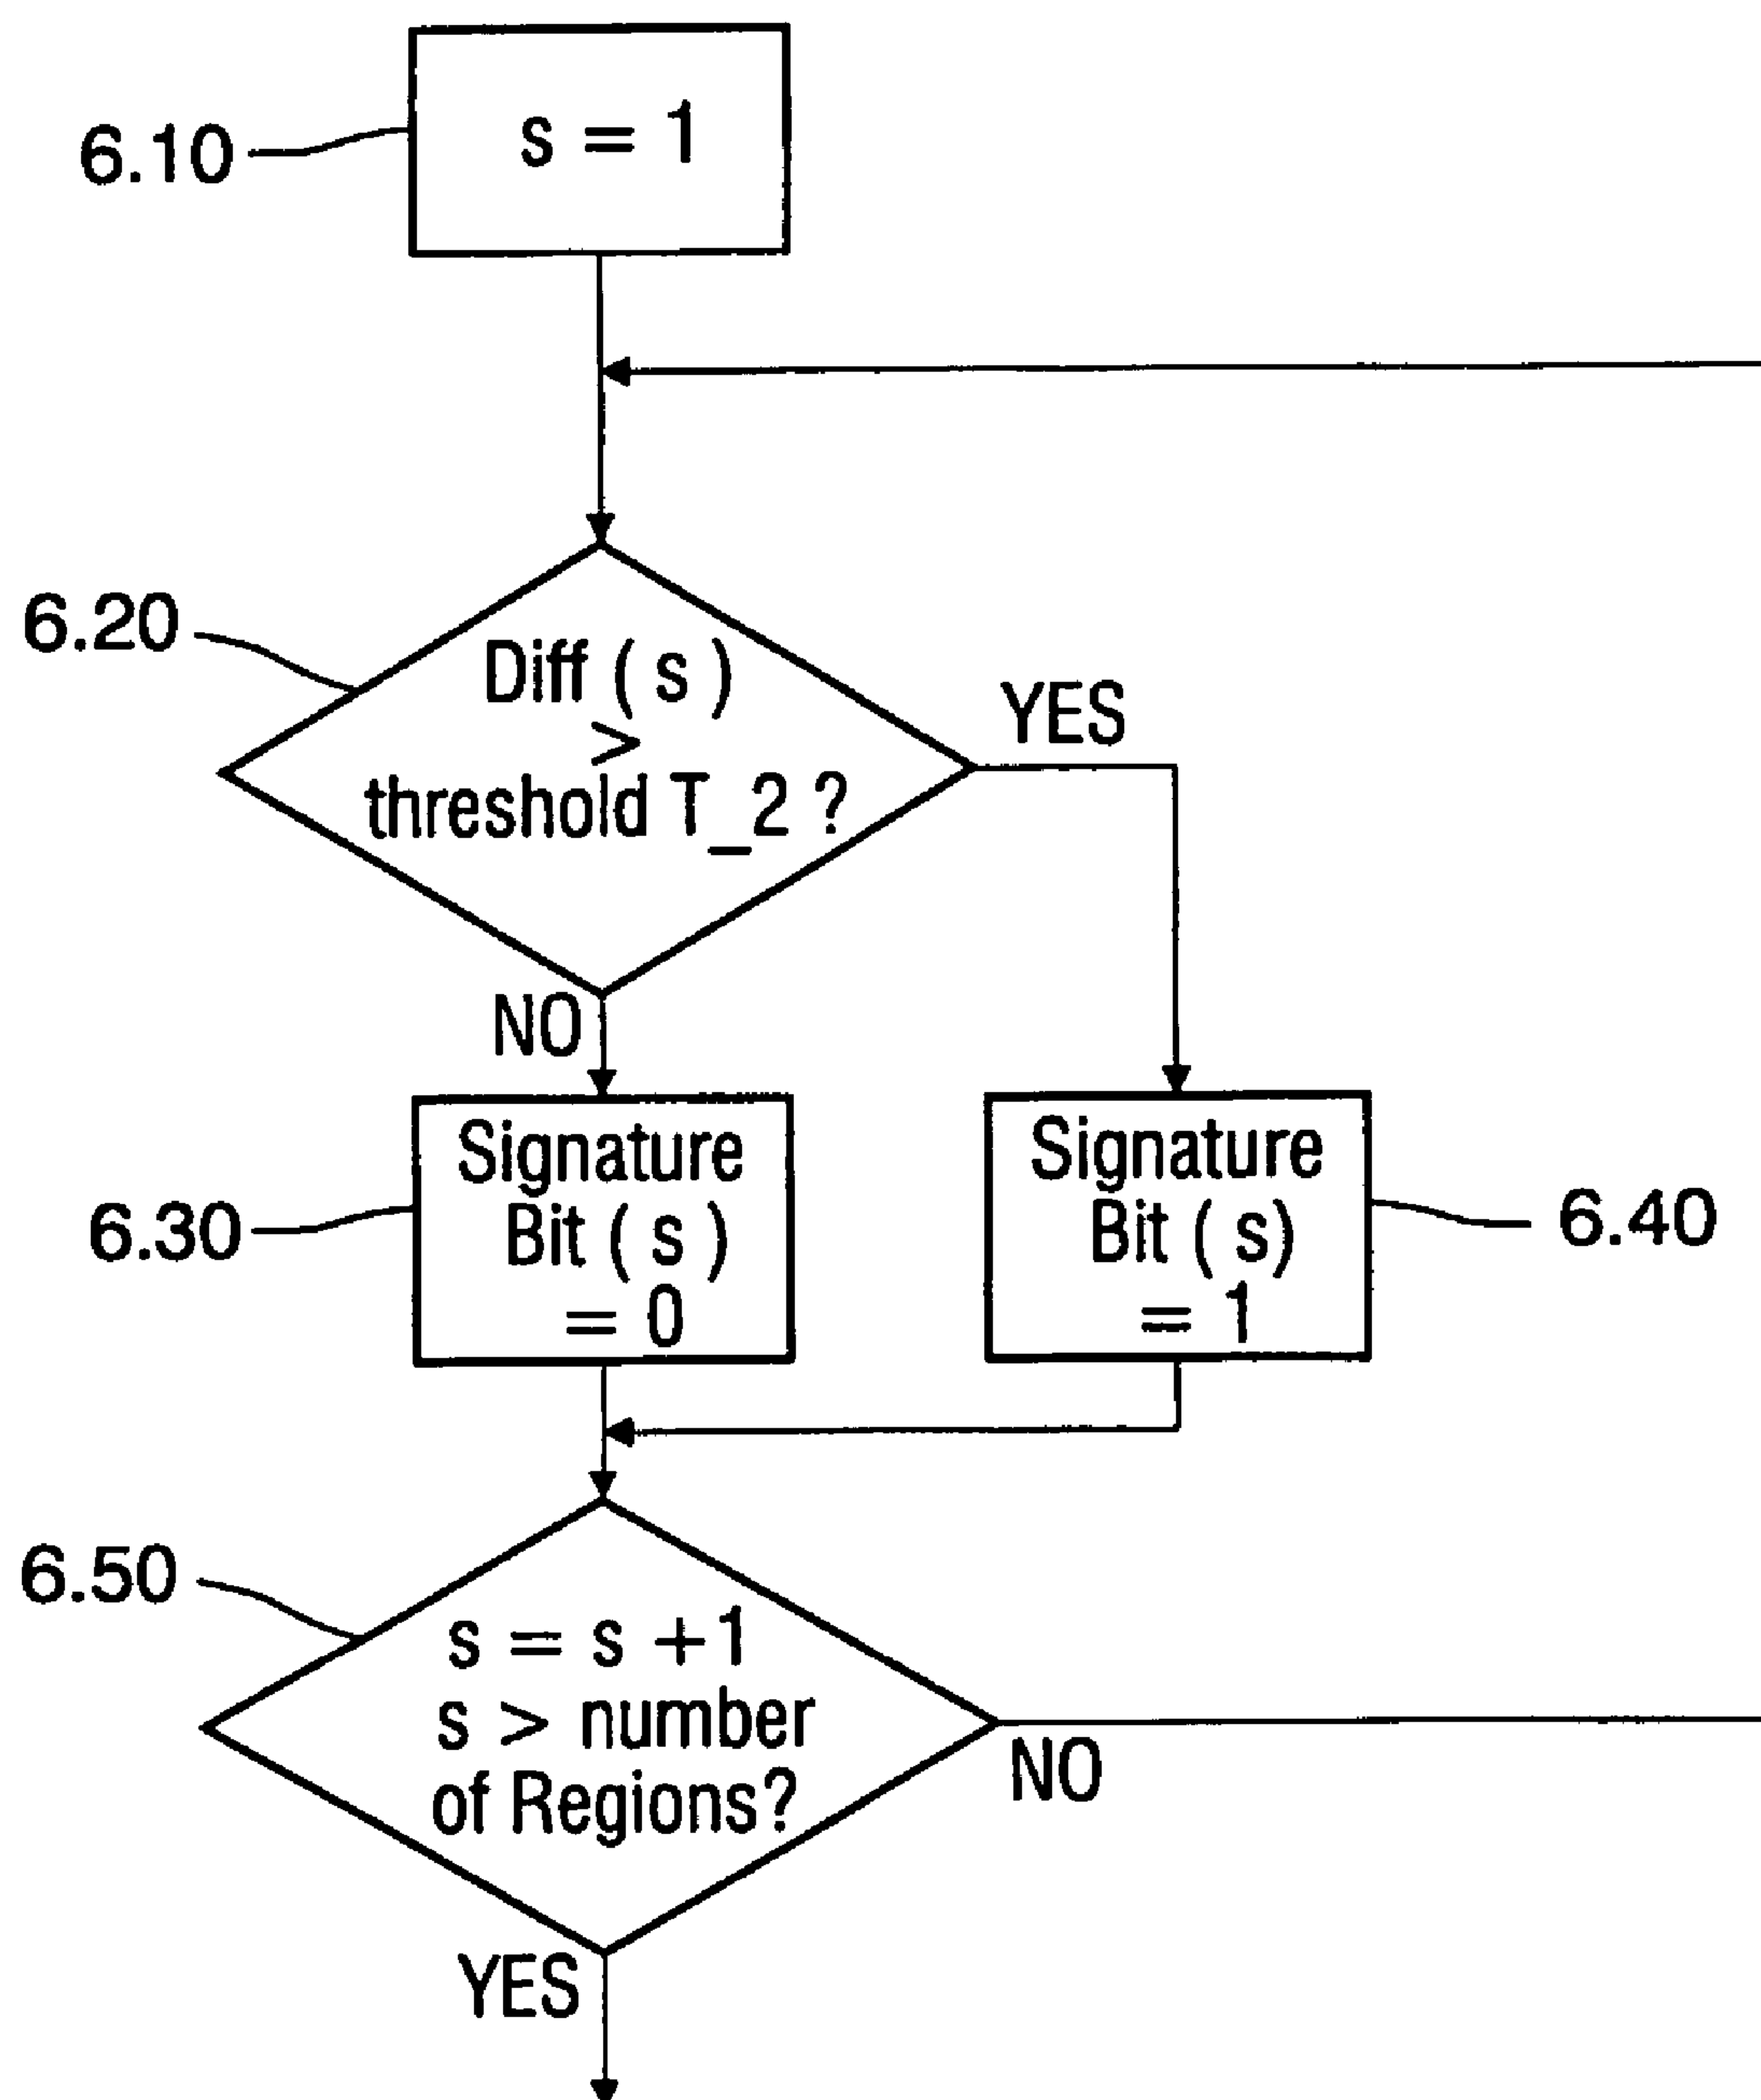 6.10
s = 1
6.20
Diff ( s )
>
threshold T_2 ?
YES
NO
6.30
Signature
Bit ( s )
= 0
Signature
Bit ( s)
= 1
6.40
6.50
s = s +1
s > number
of Regions?
NO
YES